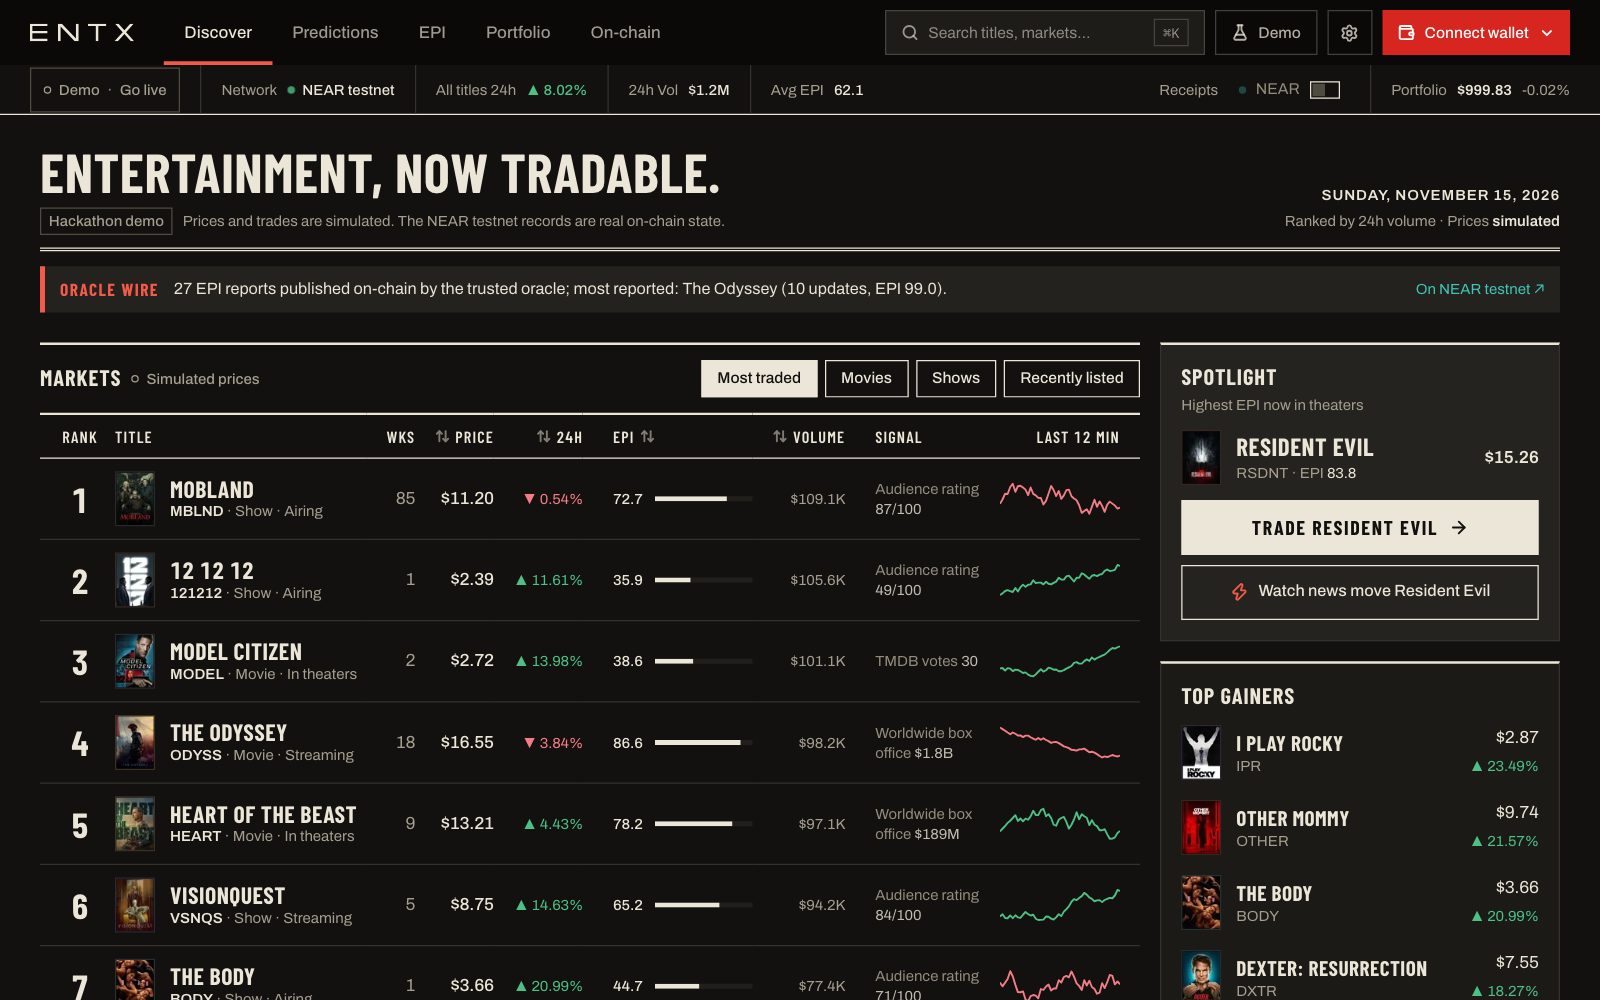 ENTX Discover Predictions EPI Portfolio On-chain Search titles, markets... ⌘K Demo Connect wallet
Demo · Go live Network NEAR testnet All titles 24h ▲ 8.02% 24h Vol $1.2M Avg EPI 62.1 Receipts NEAR Portfolio $999.83 -0.02%
ENTERTAINMENT, NOW TRADABLE.
SUNDAY, NOVEMBER 15, 2026
Hackathon demo Prices and trades are simulated. The NEAR testnet records are real on-chain state.
Ranked by 24h volume · Prices simulated
ORACLE WIRE 27 EPI reports published on-chain by the trusted oracle; most reported: The Odyssey (10 updates, EPI 99.0). On NEAR testnet ↗
MARKETS Simulated prices Most traded Movies Shows Recently listed
RANK TITLE WKS ⇅ PRICE ⇅ 24H EPI ⇅ ⇅ VOLUME SIGNAL LAST 12 MIN
1 MOBLAND 85 $11.20 ▼ 0.54% 72.7 $109.1K Audience rating
MBLND · Show · Airing 87/100
2 12 12 12 1 $2.39 ▲ 11.61% 35.9 $105.6K Audience rating
121212 · Show · Airing 49/100
3 MODEL CITIZEN 2 $2.72 ▲ 13.98% 38.6 $101.1K TMDB votes 30
MODEL · Movie · In theaters
4 THE ODYSSEY 18 $16.55 ▼ 3.84% 86.6 $98.2K Worldwide box
ODYSS · Movie · Streaming office $1.8B
5 HEART OF THE BEAST 9 $13.21 ▲ 4.43% 78.2 $97.1K Worldwide box
HEART · Movie · In theaters office $189M
6 VISIONQUEST 5 $8.75 ▲ 14.63% 65.2 $94.2K Audience rating
VSNQS · Show · Streaming 84/100
7 THE BODY 1 $3.66 ▲ 20.99% 44.7 $77.4K Audience rating
BODY · Show · Airing 71/100
SPOTLIGHT
Highest EPI now in theaters
RESIDENT EVIL $15.26
RSDNT · EPI 83.8
TRADE RESIDENT EVIL →
Watch news move Resident Evil
TOP GAINERS
I PLAY ROCKY $2.87
IPR ▲ 23.49%
OTHER MOMMY $9.74
OTHER ▲ 21.57%
THE BODY $3.66
BODY ▲ 20.99%
DEXTER: RESURRECTION $7.55
DXTR ▲ 18.27%